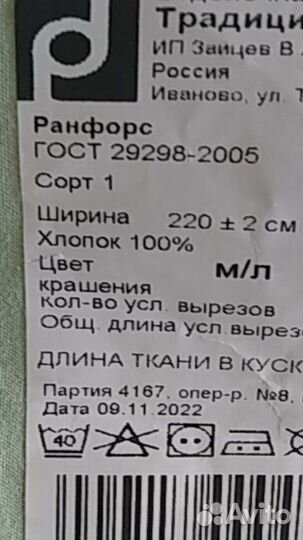 Традици
ИП Зайцев В
Россия
Иваново, ул. Т
Ранфорс
ГОСТ 29298-2005
Сорт 1
Ширина 220 ± 2 см
Хлопок 100%
Цвет м/л
крашения
кол-во усл. вырезов
Общ. длина усл.вырез
ДЛИНА ТКАНИ В КУСК
Партия 4167, опер-р. №8,
Дата 09.11.2022
40
Avito